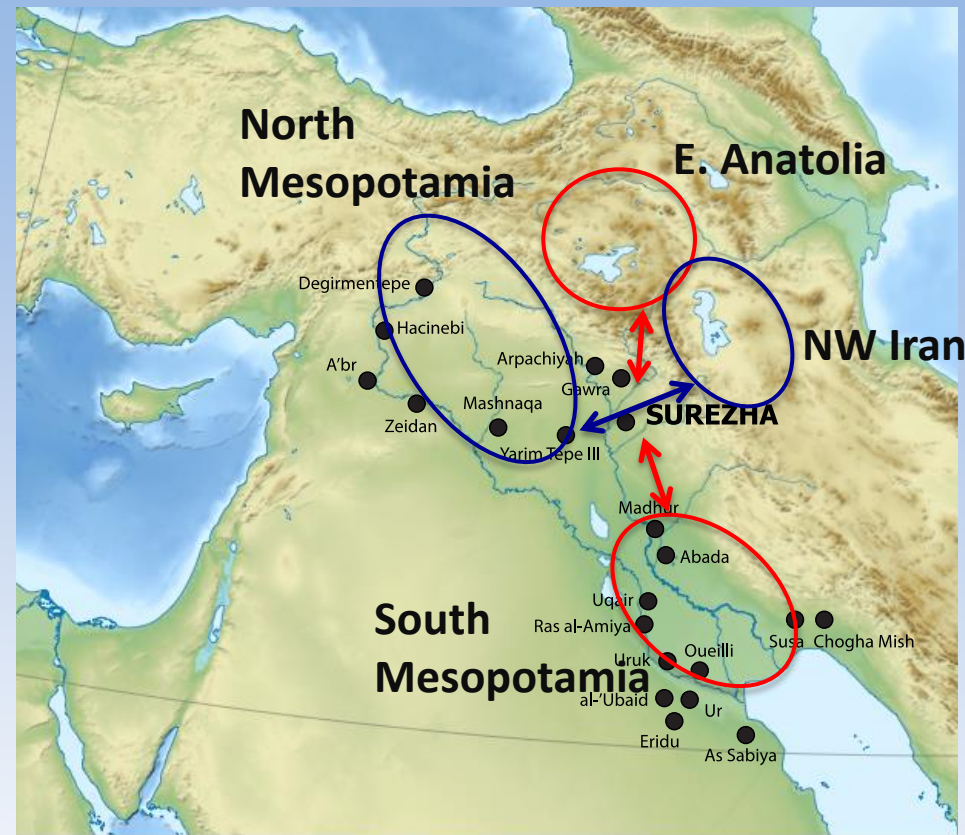 North
Mesopotamia
E. Anatolia
Degirmentepe
Hacinebi
NW Iran
Arpachiyah
A'br
Gawra
Mashnaqa
Zeidan
SUREZHA
Yarim Tepe III
Madhur
Abada
Uqair
South
Mesopotamia
Ras al-Amiya
Susa
Chogha Mish
Uruk
Oueilli
al-'Ubaid
Ur
Eridu
As Sabiya